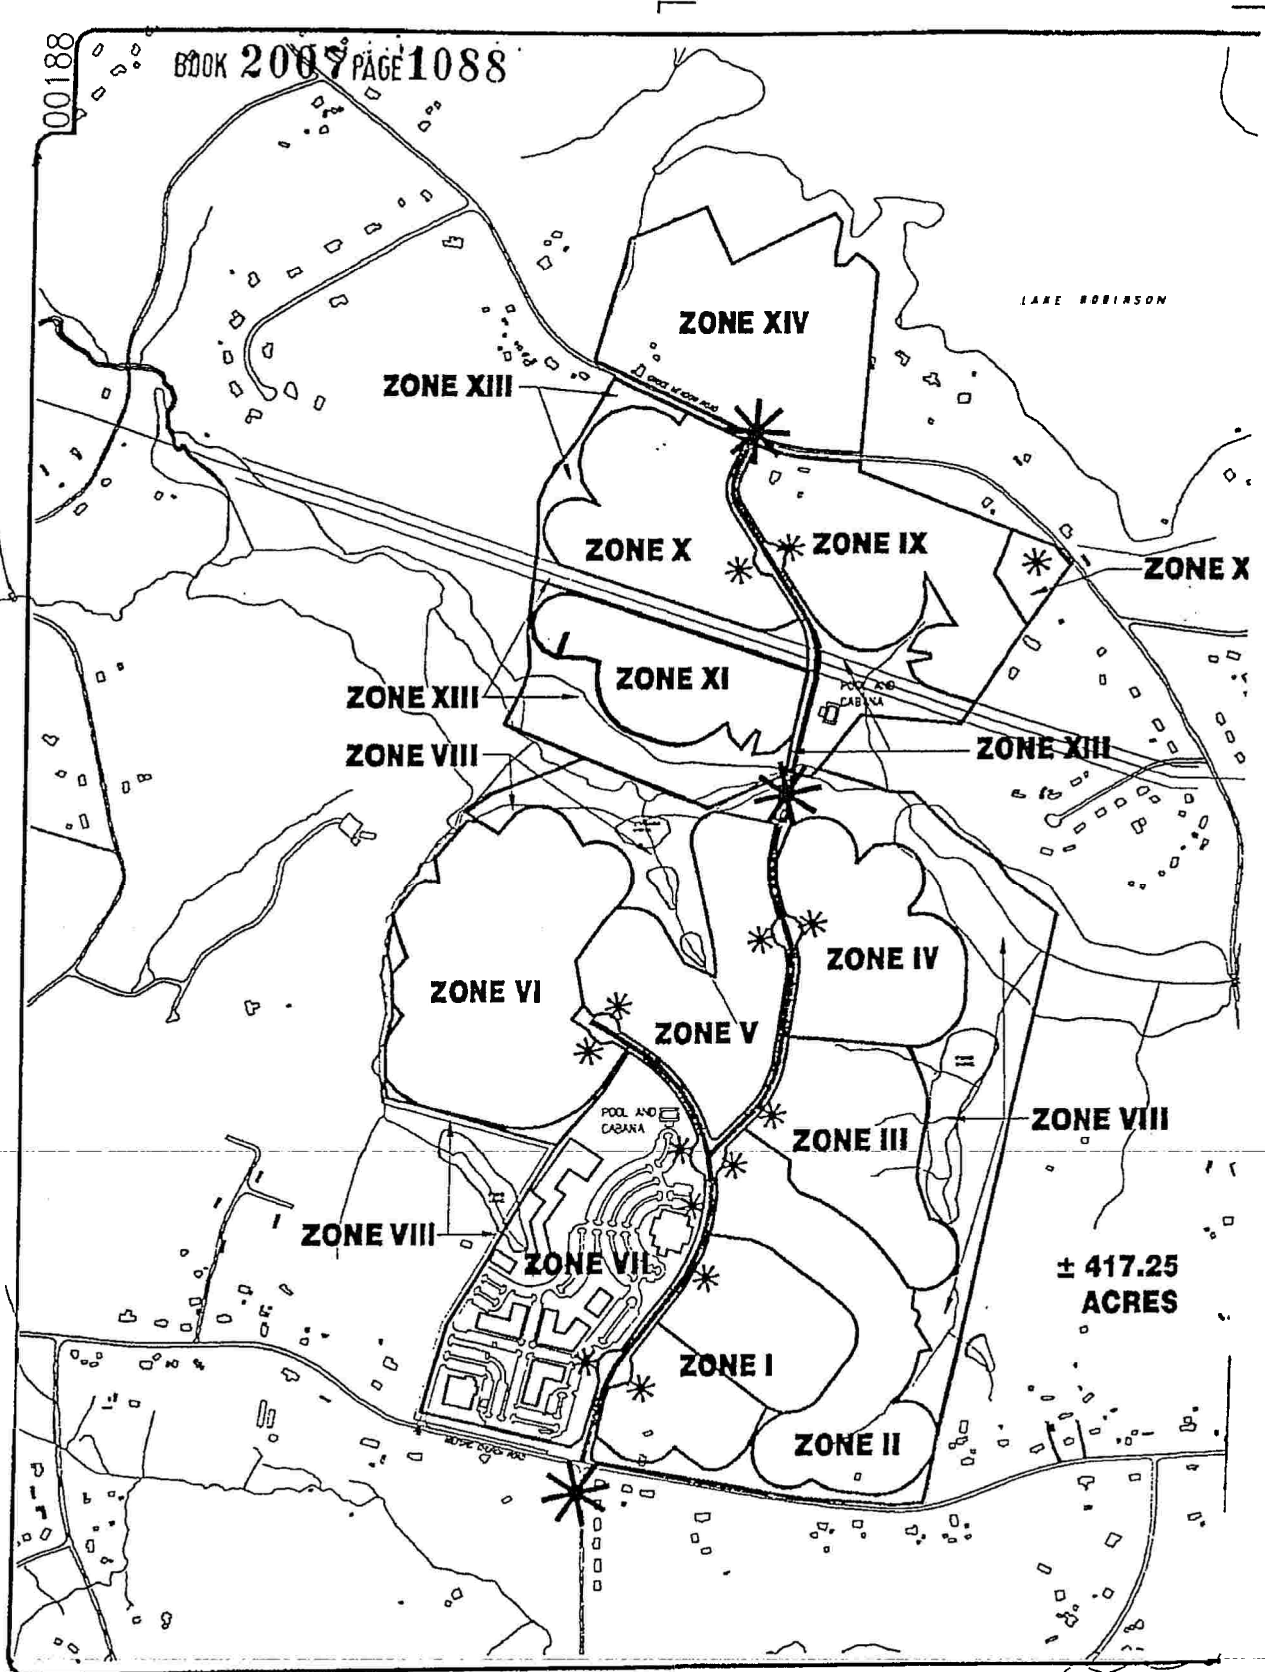 00188
BOOK 2007 PAGE 1088
LAKE ROBINSON
ZONE XIV
ZONE XIII
ZONE X
ZONE IX
ZONE X
ZONE XI
POOL AND
CABANA
ZONE XIII
ZONE XIII
ZONE VIII
ZONE IV
ZONE VI
ZONE V
POOL AND
CABANA
ZONE III
ZONE VIII
ZONE VIII
ZONE VII
± 417.25
ACRES
ZONE I
ZONE II